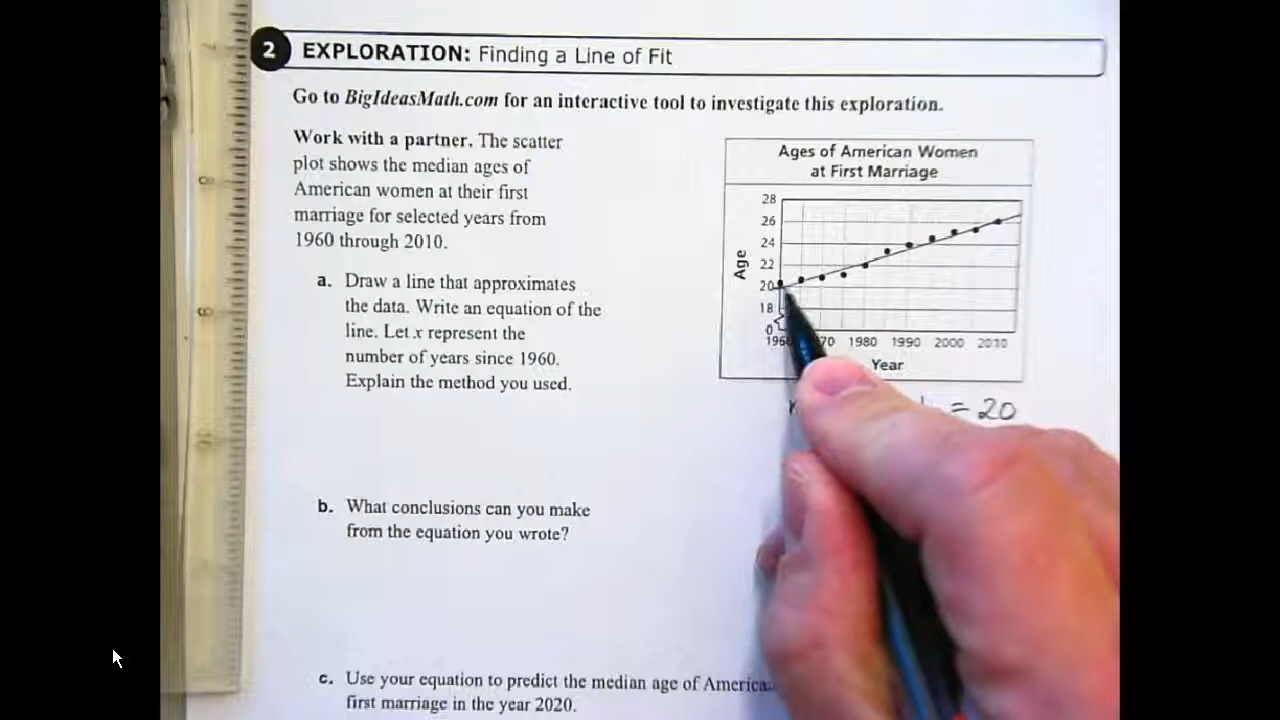 2 EXPLORATION: Finding a Line of Fit
Go to BigIdeasMath.com for an interactive tool to investigate this exploration.
Work with a partner. The scatter
plot shows the median ages of
American women at their first
marriage for selected years from
1960 through 2010.
a. Draw a line that approximates
the data. Write an equation of the
line. Let x represent the
number of years since 1960.
Explain the method you used.
b. What conclusions can you make
from the equation you wrote?
c. Use your equation to predict the median age of
first marriage in the year 2020.
Ages of American Women
at First Marriage
Age
28
26
24
22
20
18
0
1980 1990 2000 2010
Year
= 20
7
8
9